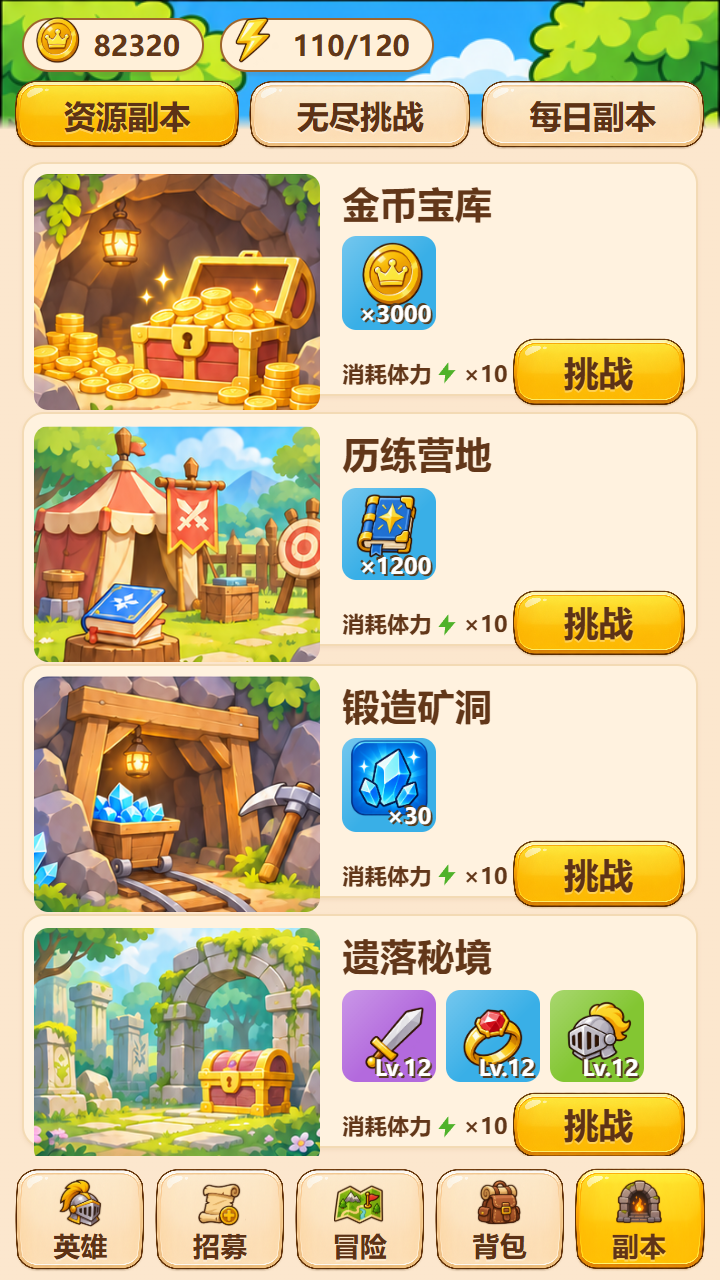 82320
110/120
资源副本
无尽挑战
每日副本
金币宝库
×3000
消耗体力 ×10
挑战
历练营地
×1200
消耗体力 ×10
挑战
锻造矿洞
×30
消耗体力 ×10
挑战
遗落秘境
Lv.12
Lv.12
Lv.12
消耗体力 ×10
挑战
英雄
招募
冒险
背包
副本